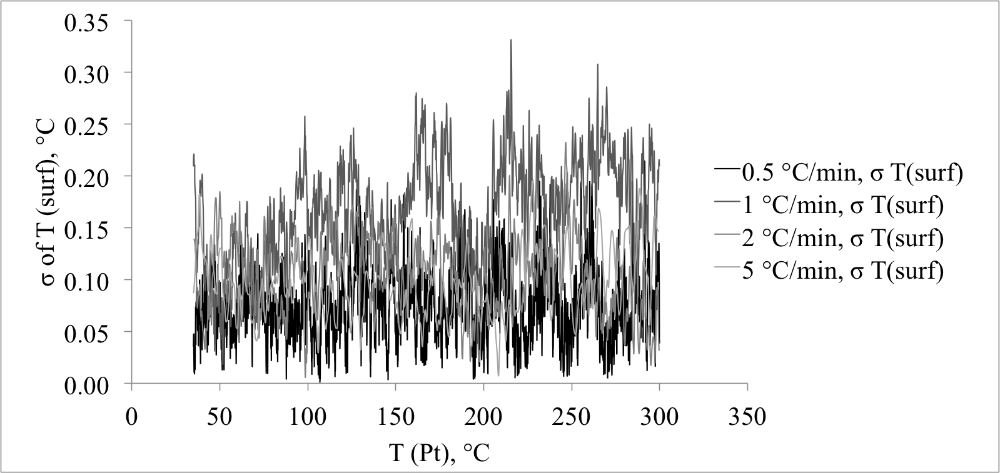 0.35
0.30
0.25
0.20
0.15
0.10
0.05
0.00
σ of T (surf), °C
0
50
100
150
200
250
300
350
T (Pt), °C
0.5 °C/min, σ T(surf)
1 °C/min, σ T(surf)
2 °C/min, σ T(surf)
5 °C/min, σ T(surf)